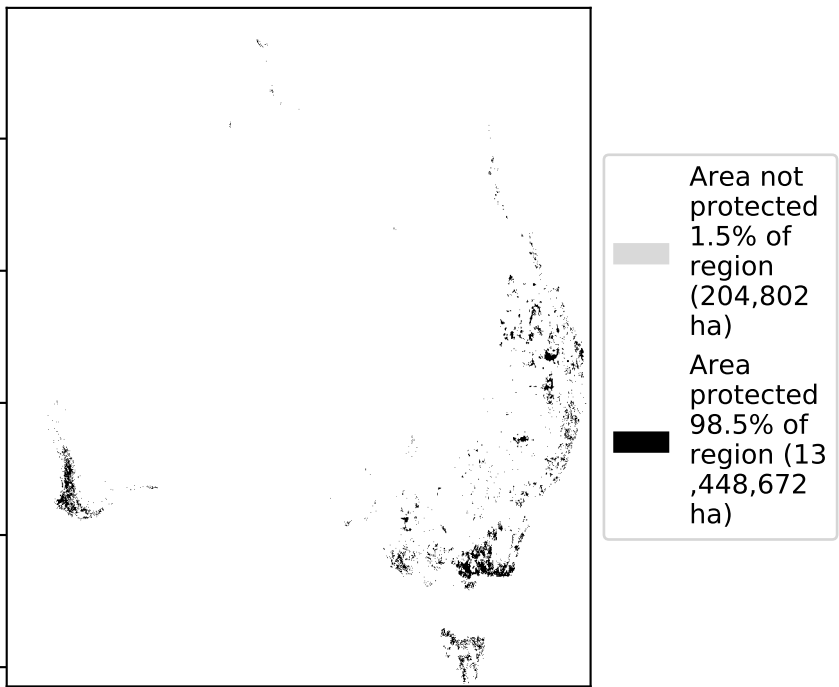 Area not
protected
1.5% of
region
(204,802
ha)
Area
protected
98.5% of
region (13
,448,672
ha)